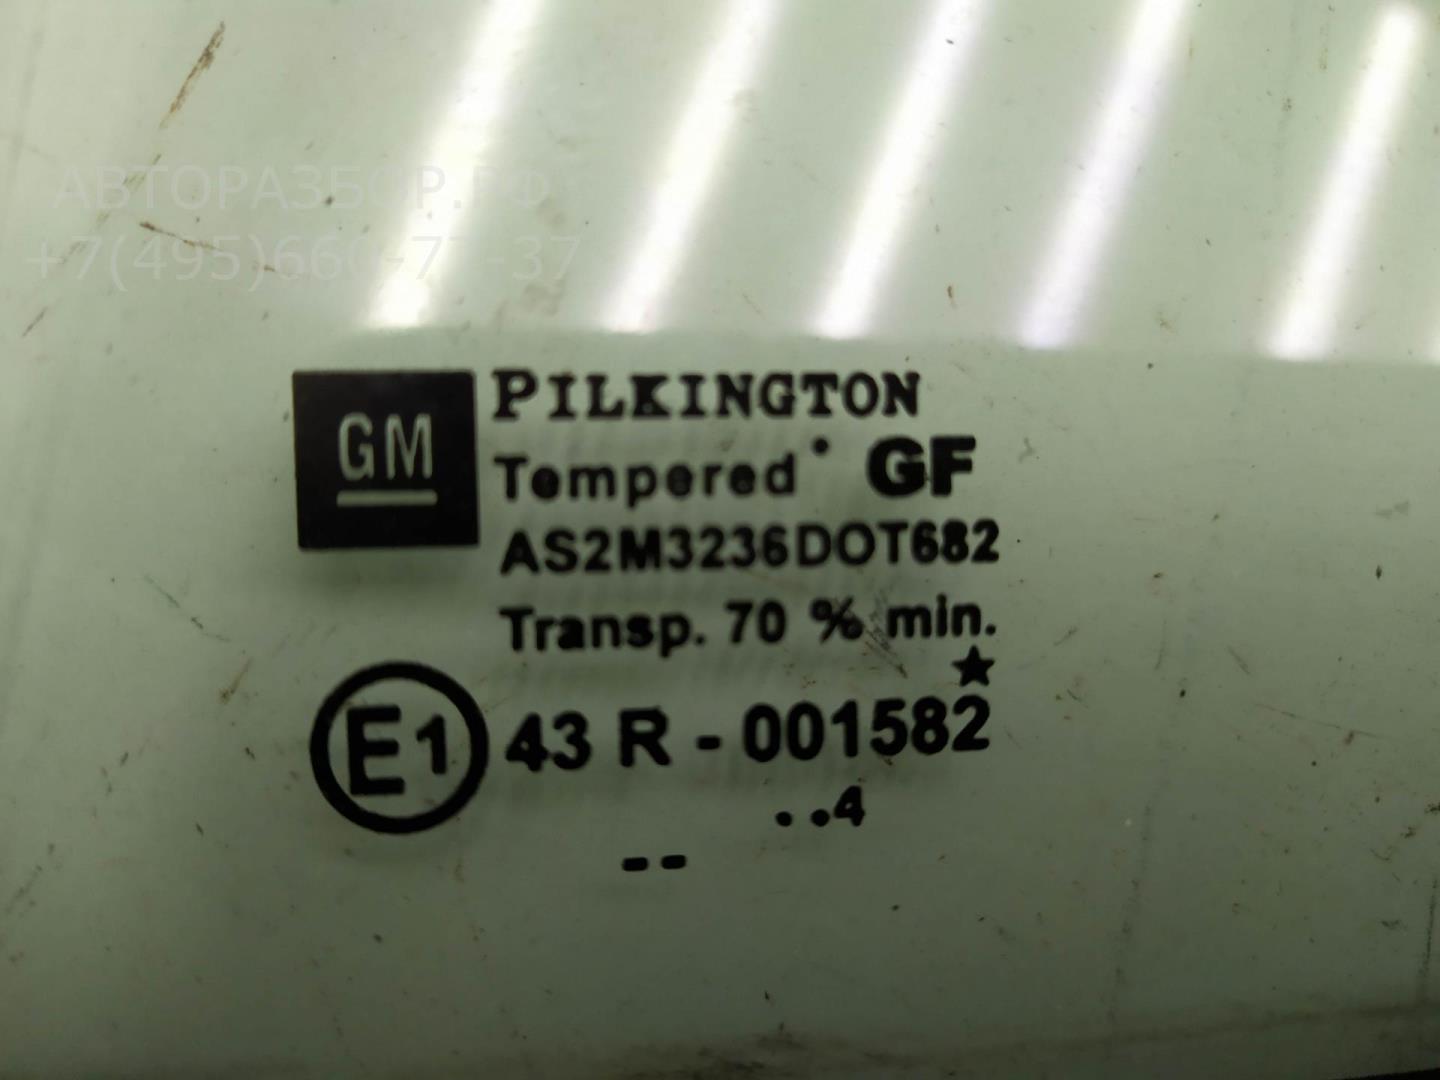 АВТОРАЗБОР.РФ
GM
PILKINGTON
Tempered • GF
AS2M3236DOT682
Transp. 70 % min.
★
E1 43 R - 001582
. .4
--